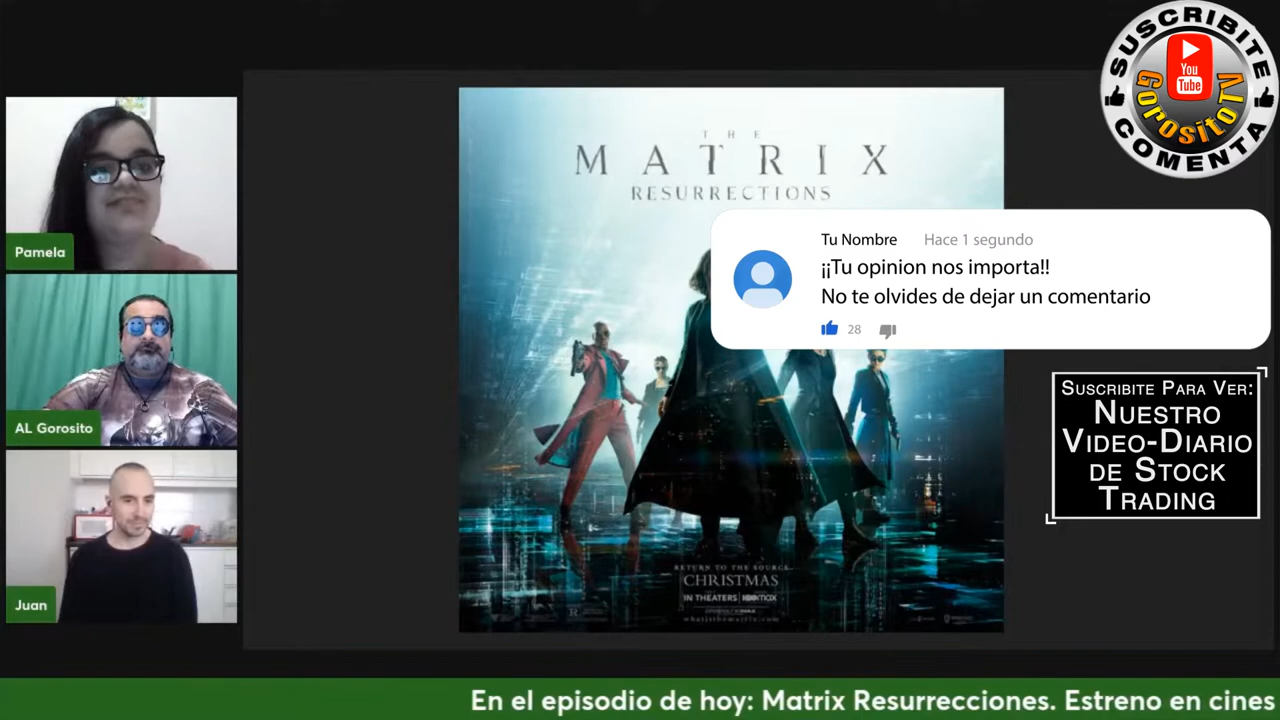 SUSCRIBITE
You
Tube
GorositoTV
COMENTA
THE
MATRIX
RESURRECTIONS
Tu Nombre Hace 1 segundo
¡¡Tu opinion nos importa!!
No te olvides de dejar un comentario
28
Pamela
AL Gorosito
Juan
SUSCRIBITE PARA VER:
NUESTRO
VIDEO-DIARIO
DE STOCK
TRADING
RETURN TO THE SOURCE
CHRISTMAS
IN THEATERS | HBOMAX
whatisthematrix.com
En el episodio de hoy: Matrix Resurrecciones. Estreno en cines